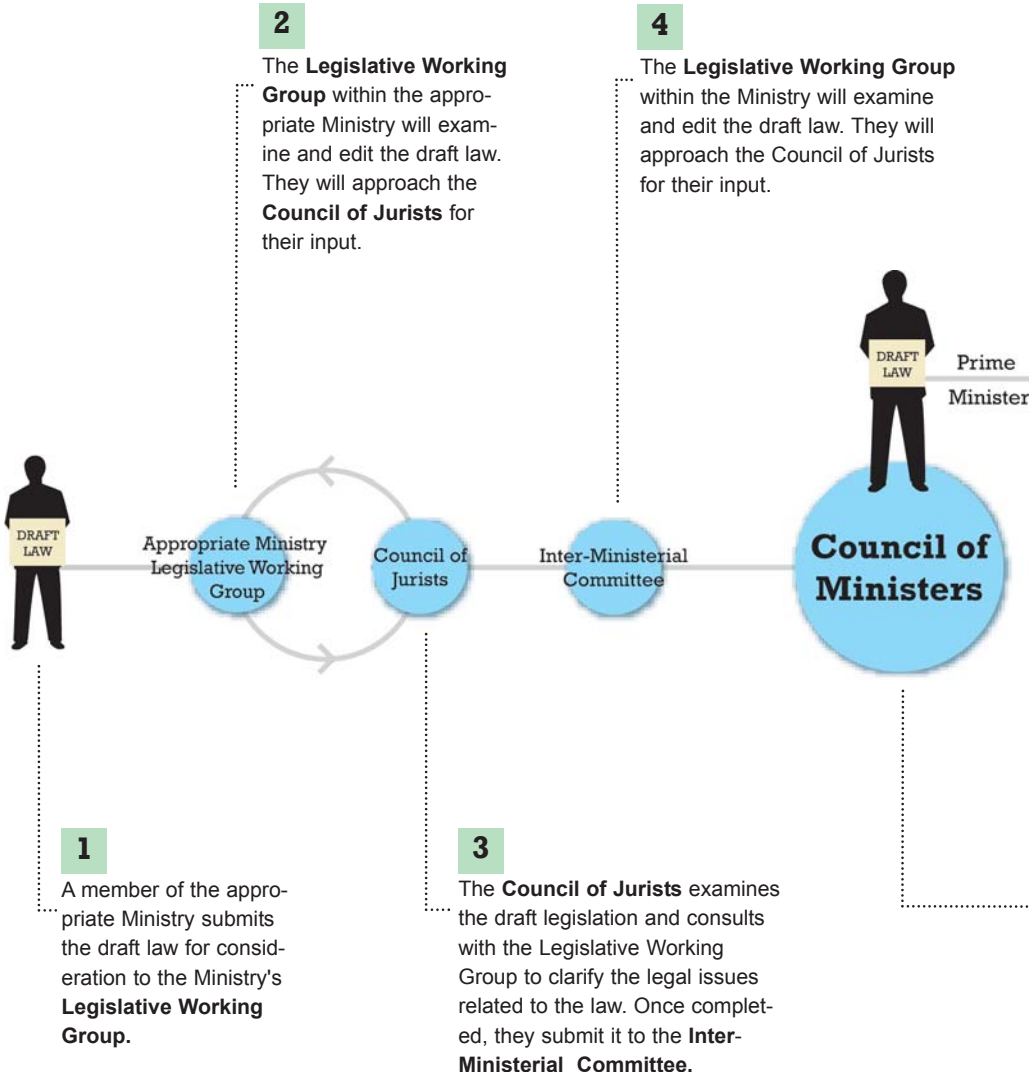 2
The Legislative Working
Group within the appro-
priate Ministry will exam-
ine and edit the draft law.
They will approach the
Council of Jurists for
their input.
4
The Legislative Working Group
within the Ministry will examine
and edit the draft law. They will
approach the Council of Jurists
for their input.
DRAFT
LAW
Prime
Minister
DRAFT
LAW
Appropriate Ministry
Legislative Working
Group
Council of
Jurists
Inter-Ministerial
Committee
Council of
Ministers
1
A member of the appro-
priate Ministry submits
the draft law for consid-
eration to the Ministry's
Legislative Working
Group.
3
The Council of Jurists examines
the draft legislation and consults
with the Legislative Working
Group to clarify the legal issues
related to the law. Once complet-
ed, they submit it to the Inter-
Ministerial Committee.